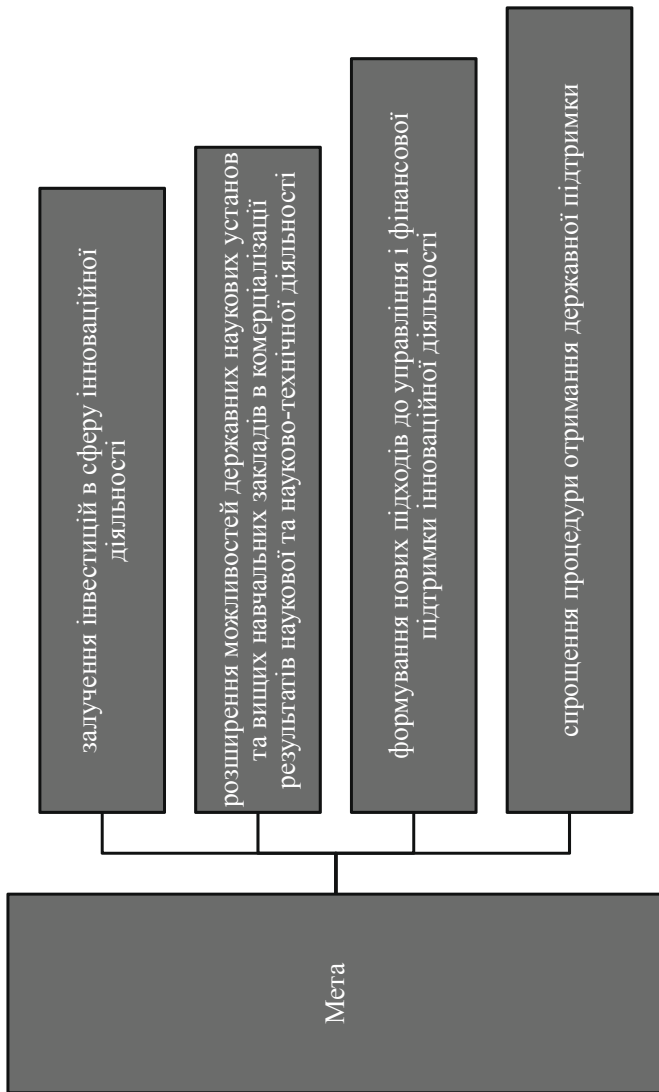 Мета
залучення інвестицій в сферу інноваційної
діяльності
розширення можливостей державних наукових установ
та вищих навчальних закладів в комерціалізації
результатів наукової та науково-технічної діяльності
формування нових підходів до управління і фінансової
підтримки інноваційної діяльності
спрощення процедури отримання державної підтримки